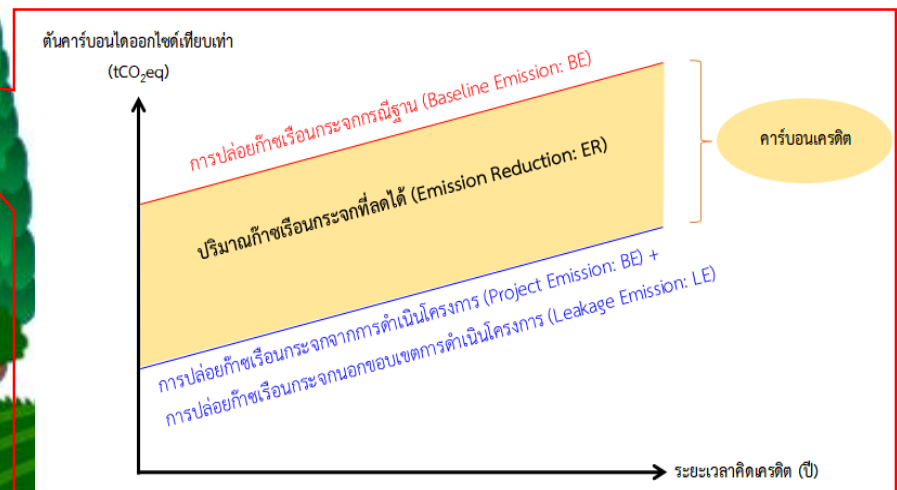 ตันคาร์บอนไดออกไซด์เทียบเท่า
(tCO₂eq)
การปล่อยก๊าซเรือนกระจกกรณีฐาน (Baseline Emission: BE)
คาร์บอนเครดิต
ปริมาณก๊าซเรือนกระจกที่ลดได้ (Emission Reduction: ER)
การปล่อยก๊าซเรือนกระจกจากการดำเนินโครงการ (Project Emission: BE) +
การปล่อยก๊าซเรือนกระจกนอกขอบเขตการดำเนินโครงการ (Leakage Emission: LE)
ระยะเวลาคิดเครดิต (ปี)